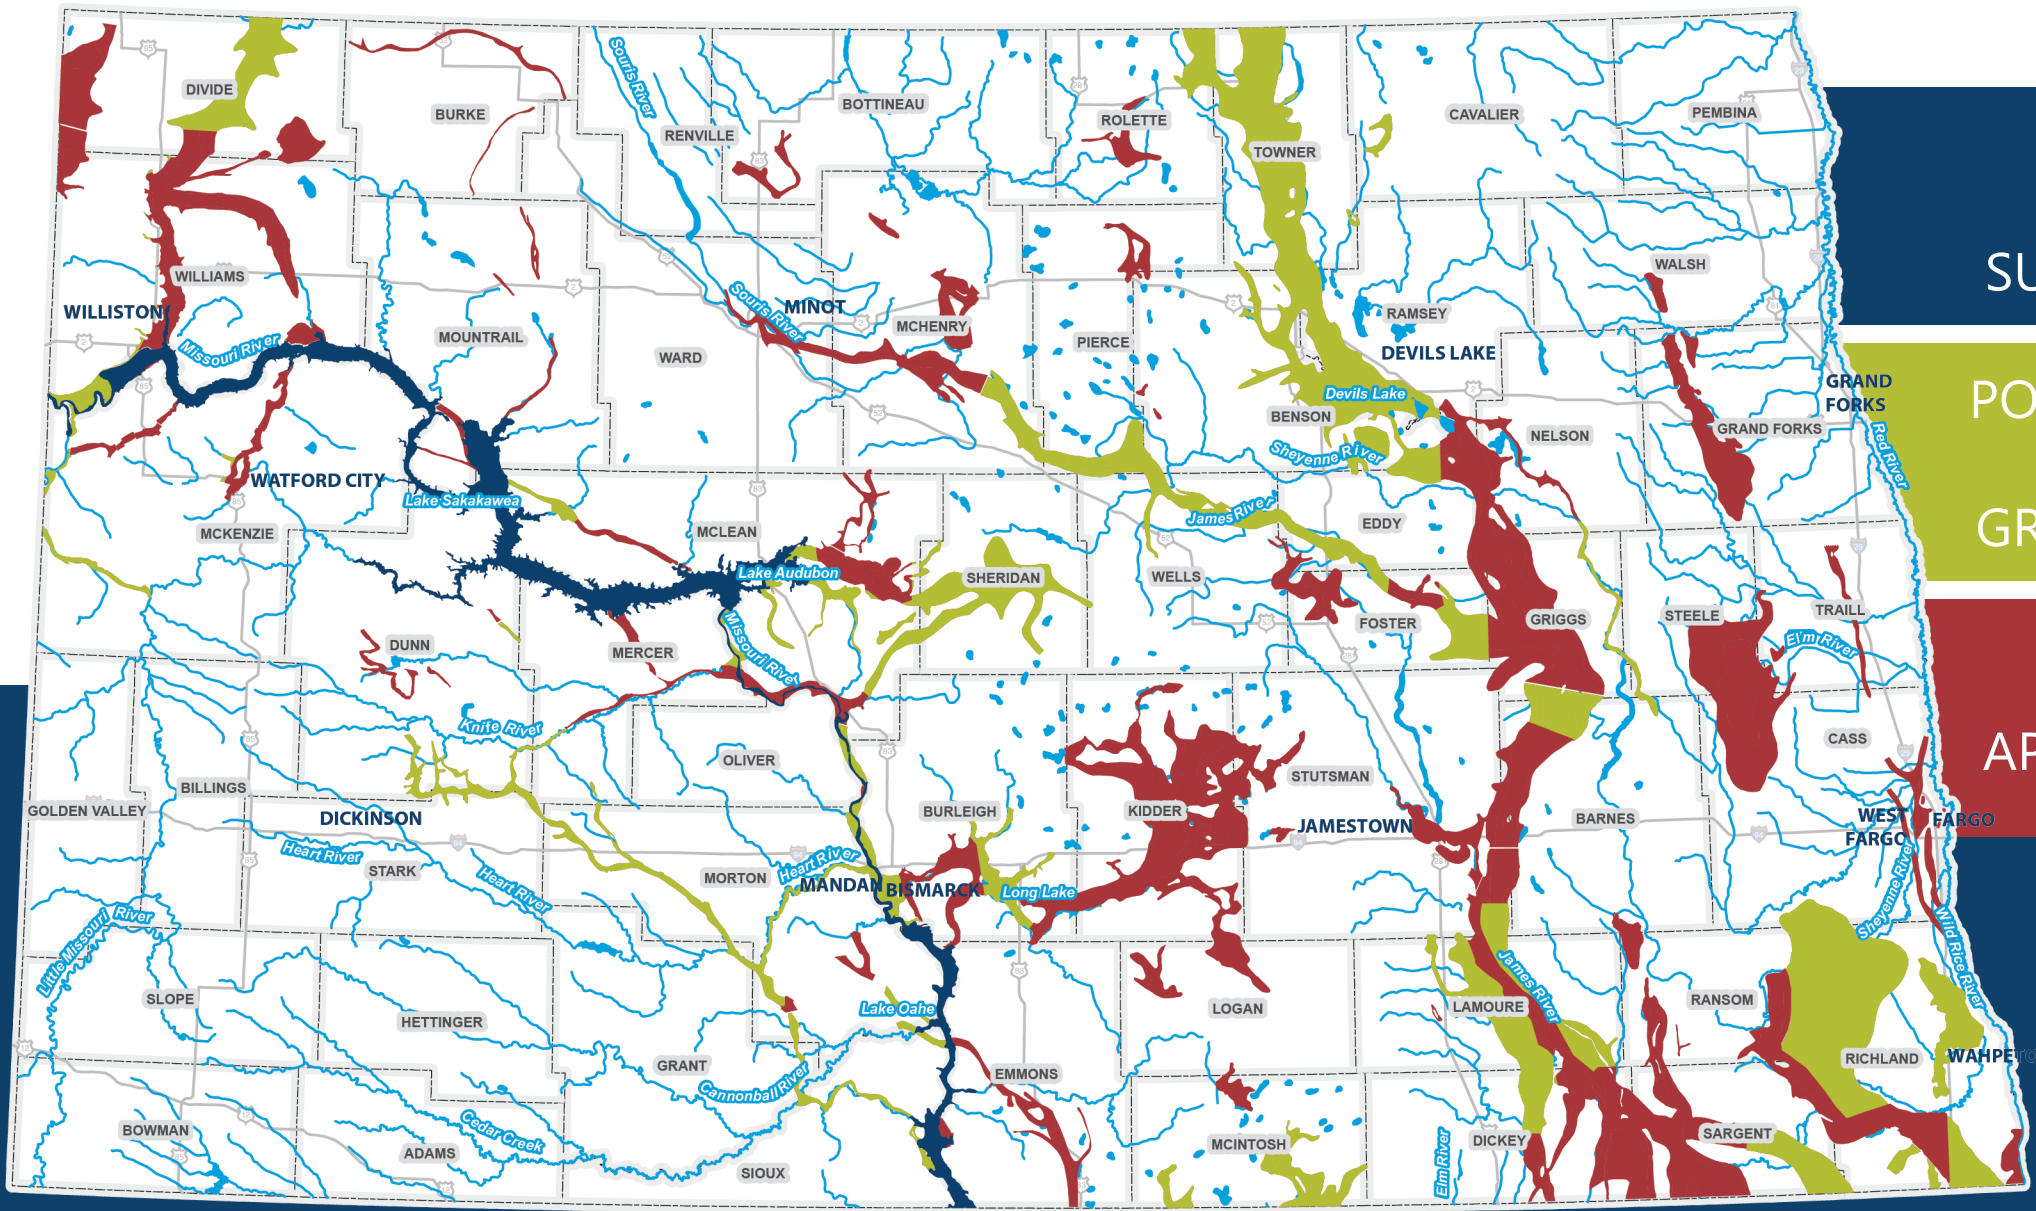 DIVIDE
BURKE
Souris River
RENVILLE
BOTTINEAU
ROLETTE
TOWNER
CAVALIER
PEMBINA
SU
WILLIAMS
WILLISTON
Missouri River
MOUNTRAIL
WARD
Souris River
MINOT
MCHENRY
PIERCE
RAMSEY
DEVILS LAKE
Devils Lake
BENSON
WALSH
GRAND
FORKS
GRAND FORKS
Red River
NELSON
PO
GR
WATFORD CITY
Lake Sakakawea
MCKENZIE
MCLEAN
Lake Audubon
SHERIDAN
WELLS
Sheyenne River
James River
EDDY
FOSTER
GRIGGS
STEELE
TRAILL
Elm River
DUNN
MERCER
Missouri River
Knife River
OLIVER
BURLEIGH
KIDDER
STUTSMAN
JAMESTOWN
BARNES
CASS
AP
WEST
FARGO
FARGO
GOLDEN VALLEY
BILLINGS
DICKINSON
Heart River
STARK
Heart River
MORTON
Heart River
MANDAN
BISMARCK
Long Lake
Sheyenne River
Wild Rice River
Little Missouri River
SLOPE
HETTINGER
GRANT
Lake Oahe
Cannonball River
EMMONS
LOGAN
LAMOURE
James River
RANSOM
RICHLAND
WAHPETO
BOWMAN
ADAMS
Cedar Creek
SIOUX
MCINTOSH
Elm River
DICKEY
SARGENT